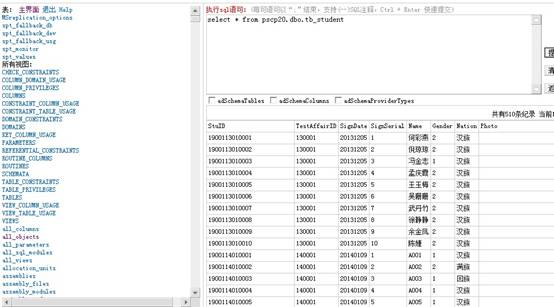 表: 主界面 退出 Help
MSreplication_options
spt_fallback_db
spt_fallback_dev
spt_fallback_usg
spt_monitor
spt_values
所有视图:
CHECK_CONSTRAINTS
COLUMN_DOMAIN_USAGE
COLUMN_PRIVILEGES
COLUMNS
CONSTRAINT_COLUMN_USAGE
CONSTRAINT_TABLE_USAGE
DOMAIN_CONSTRAINTS
DOMAINS
KEY_COLUMN_USAGE
PARAMETERS
REFERENTIAL_CONSTRAINTS
ROUTINE_COLUMNS
ROUTINES
SCHEMATA
TABLE_CONSTRAINTS
TABLE_PRIVILEGES
TABLES
VIEW_COLUMN_USAGE
VIEW_TABLE_USAGE
VIEWS
all_columns
all_objects
all_parameters
all_sql_modules
all_views
allocation_units
assemblies
assembly_files
assembly_modules
执行sql语句: (每句语句以";"结束, 支持(--)SQL注释, Ctrl + Enter 快速提交)
select * from pscp20.dbo.tb_student
adSchemaTables adSchemaColumns adSchemaProviderTypes
共有510条纪录 当前
StuID TestAffairID SignDate SignSerial Name Gender Nation Photo
1900113010001 130001 20131205 1 何彩燕 2 汉族
1900113010002 130001 20131205 2 倪琼琼 2 汉族
1900113010003 130001 20131205 3 冯金志 1 汉族
1900113010004 130001 20131205 4 孟庆霞 2 汉族
1900113010005 130001 20131205 5 王玉梅 2 汉族
1900113010006 130001 20131205 6 吴珊珊 2 汉族
1900113010007 130001 20131205 7 武丹竹 2 汉族
1900113010008 130001 20131205 8 徐静静 2 汉族
1900113010009 130001 20131205 9 余金凤 2 汉族
1900113010010 130001 20131205 10 陈 2 汉族
1900114010001 140001 20140109 1 A001 1 汉族
1900114010002 140001 20140109 2 A002 2 族
1900114010003 140001 20140109 3 A003 1 回族
1900114010004 140001 20140109 4 A004 1 汉族
1900114010005 140001 20140109 5 A005 1 汉族